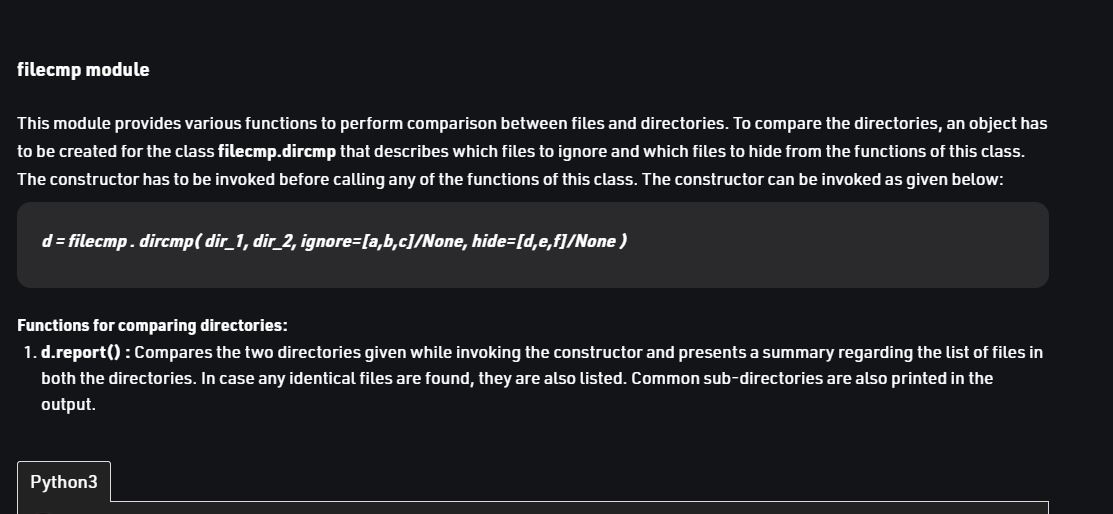 filecmp module
This module provides various functions to perform comparison between files and directories. To compare the directories, an object has
to be created for the class filecmp.dircmp that describes which files to ignore and which files to hide from the functions of this class.
The constructor has to be invoked before calling any of the functions of this class. The constructor can be invoked as given below:
d = filecmp . dircmp( dir_1, dir_2, ignore=[a,b,c]/None, hide=[d,e,f]/None )
Functions for comparing directories:
1. d.report() : Compares the two directories given while invoking the constructor and presents a summary regarding the list of files in
both the directories. In case any identical files are found, they are also listed. Common sub-directories are also printed in the
output.
Python3